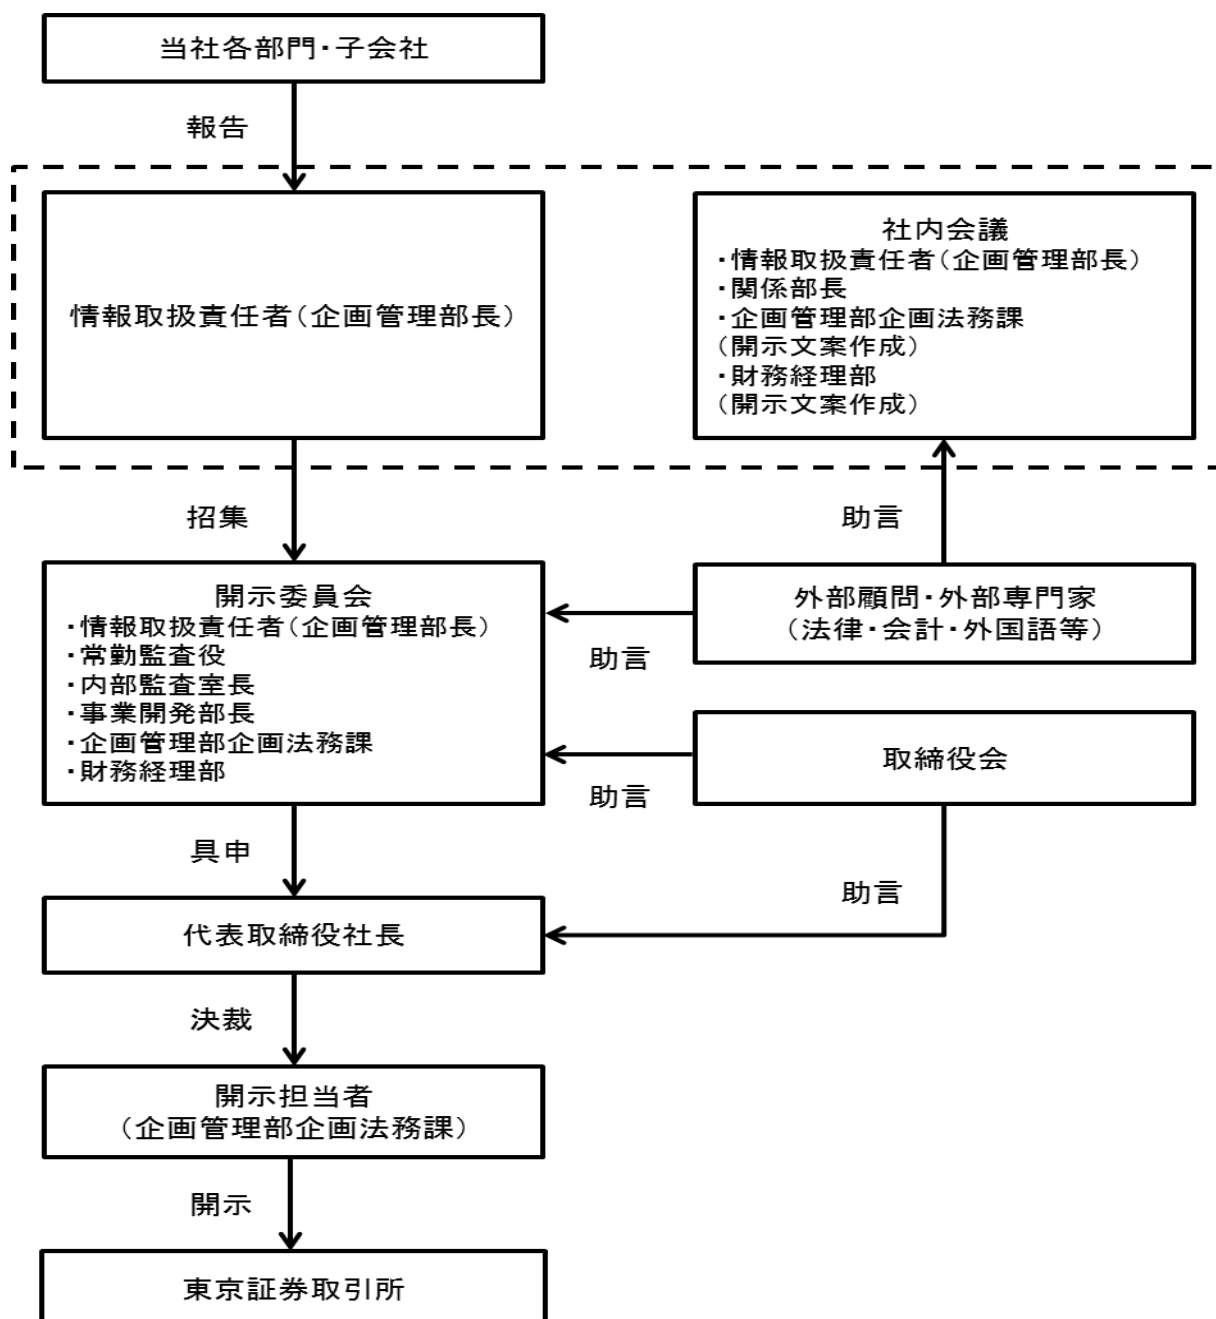 当社各部門・子会社
報告
情報取扱責任者(企画管理部長)
社内会議
・情報取扱責任者(企画管理部長)
・関係部長
・企画管理部企画法務課
(開示文案作成)
・財務経理部
(開示文案作成)
招集
助言
開示委員会
・情報取扱責任者(企画管理部長)
・常勤監査役
・内部監査室長
・事業開発部長
・企画管理部企画法務課
・財務経理部
助言
外部顧問・外部専門家
(法律・会計・外国語等)
助言
取締役会
具申
助言
代表取締役社長
決裁
開示担当者
(企画管理部企画法務課)
開示
東京証券取引所